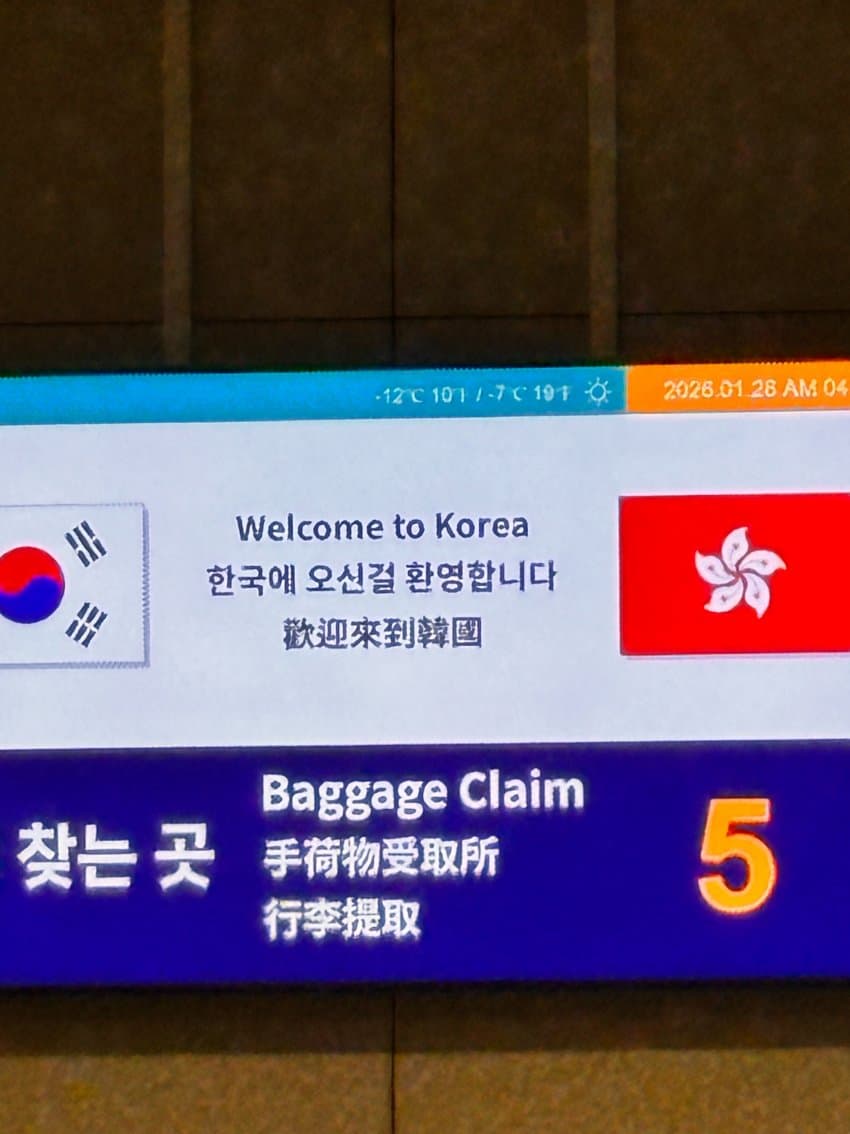 -12℃ 10℉ / -7℃ 19℉
2026.01.26 AM 04
Welcome to Korea
한국에 오신걸 환영합니다
歡迎來到韓國
찾는 곳
Baggage Claim
手荷物受取所
行李提取
5